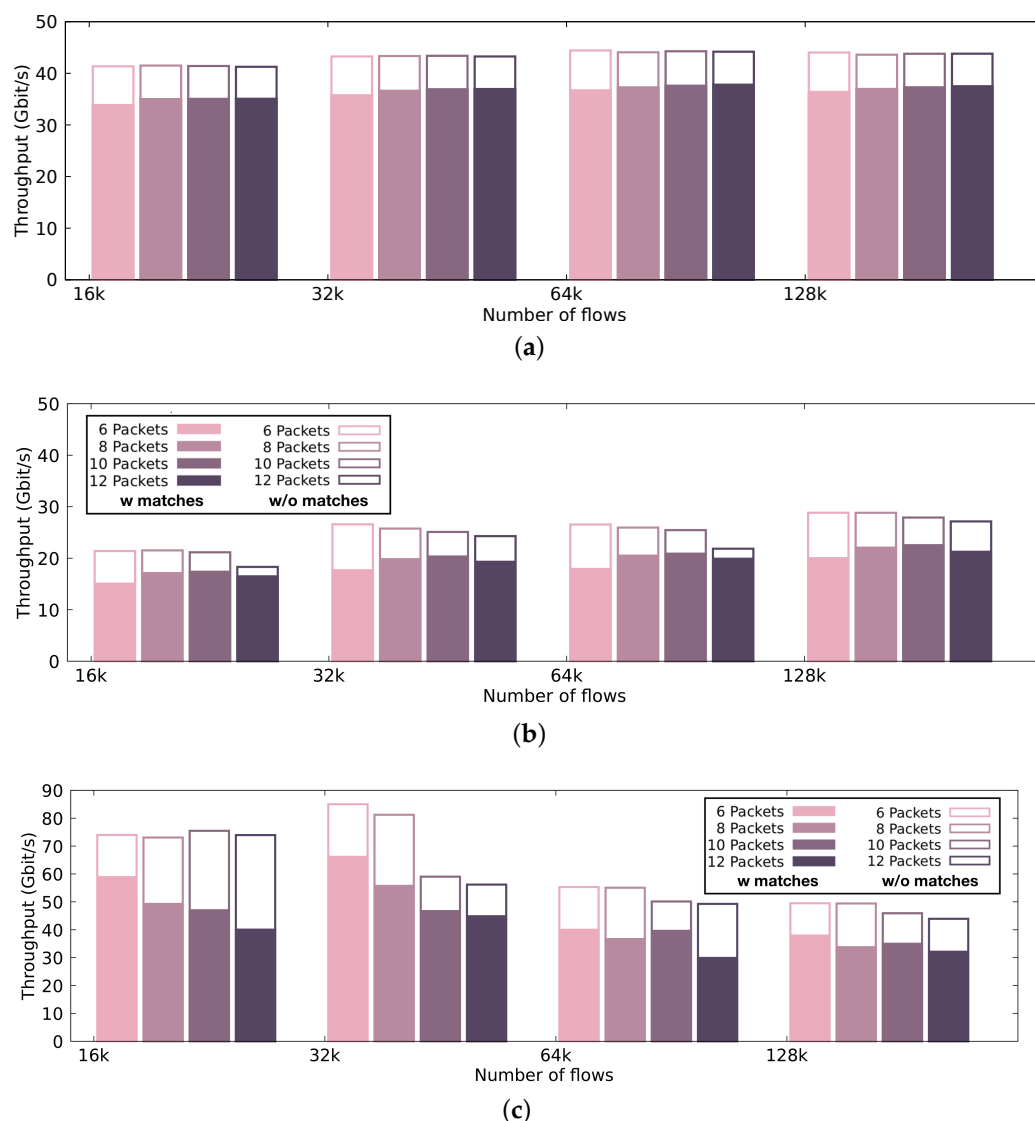 50
40
30
20
10
0
Throughput (Gbit/s)
16k 32k 64k 128k
Number of flows
(a)
50
40
30
20
10
0
Throughput (Gbit/s)
6 Packets 6 Packets
8 Packets 8 Packets
10 Packets 10 Packets
12 Packets 12 Packets
w matches w/o matches
16k 32k 64k 128k
Number of flows
(b)
90
80
70
60
50
40
30
20
10
0
Throughput (Gbit/s)
6 Packets 6 Packets
8 Packets 8 Packets
10 Packets 10 Packets
12 Packets 12 Packets
w matches w/o matches
16k 32k 64k 128k
Number of flows
(c)